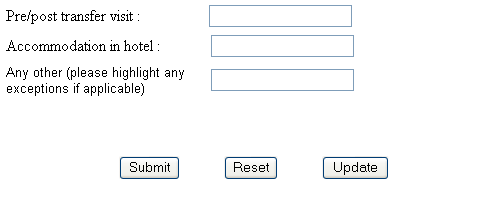 Pre/post transfer visit :
Accommodation in hotel :
Any other (please highlight any
exceptions if applicable)
Submit Reset Update